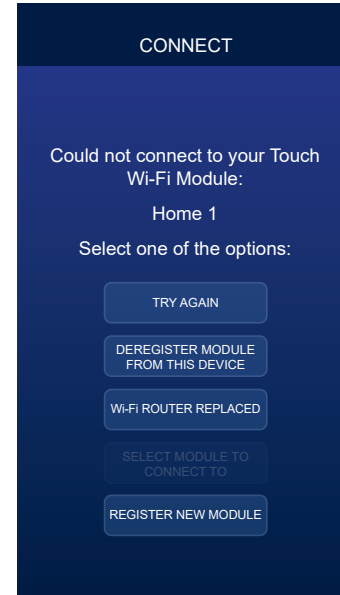 CONNECT
Could not connect to your Touch
Wi-Fi Module:
Home 1
Select one of the options:
TRY AGAIN
DEREGISTER MODULE
FROM THIS DEVICE
Wi-Fi ROUTER REPLACED
SELECT MODULE TO
CONNECT TO
REGISTER NEW MODULE